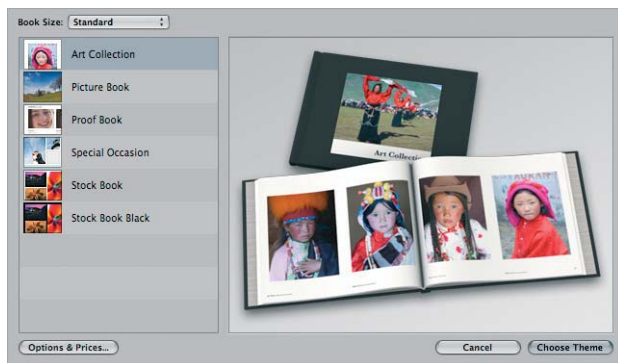 Book Size: Standard
Art Collection
Picture Book
Proof Book
Special Occasion
Stock Book
Stock Book Black
Art Collection
Options & Prices...
Cancel
Choose Theme